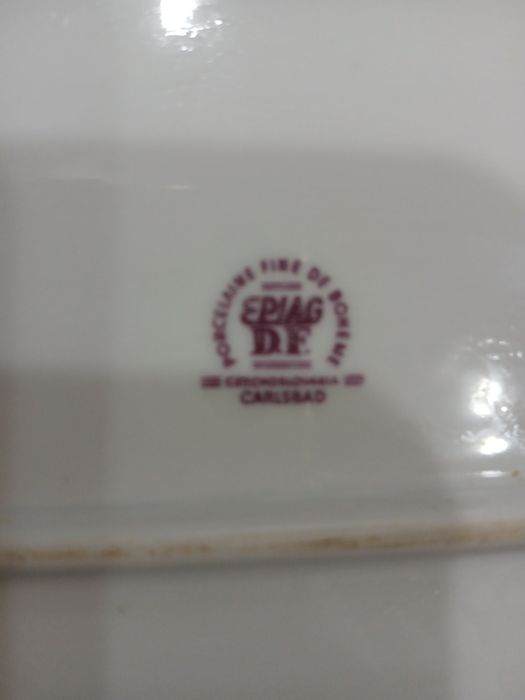 PORCELAINE FINE DE BOHEME
EPIAG
D.F.
CZECHOSLOVAKIA
CARLSBAD